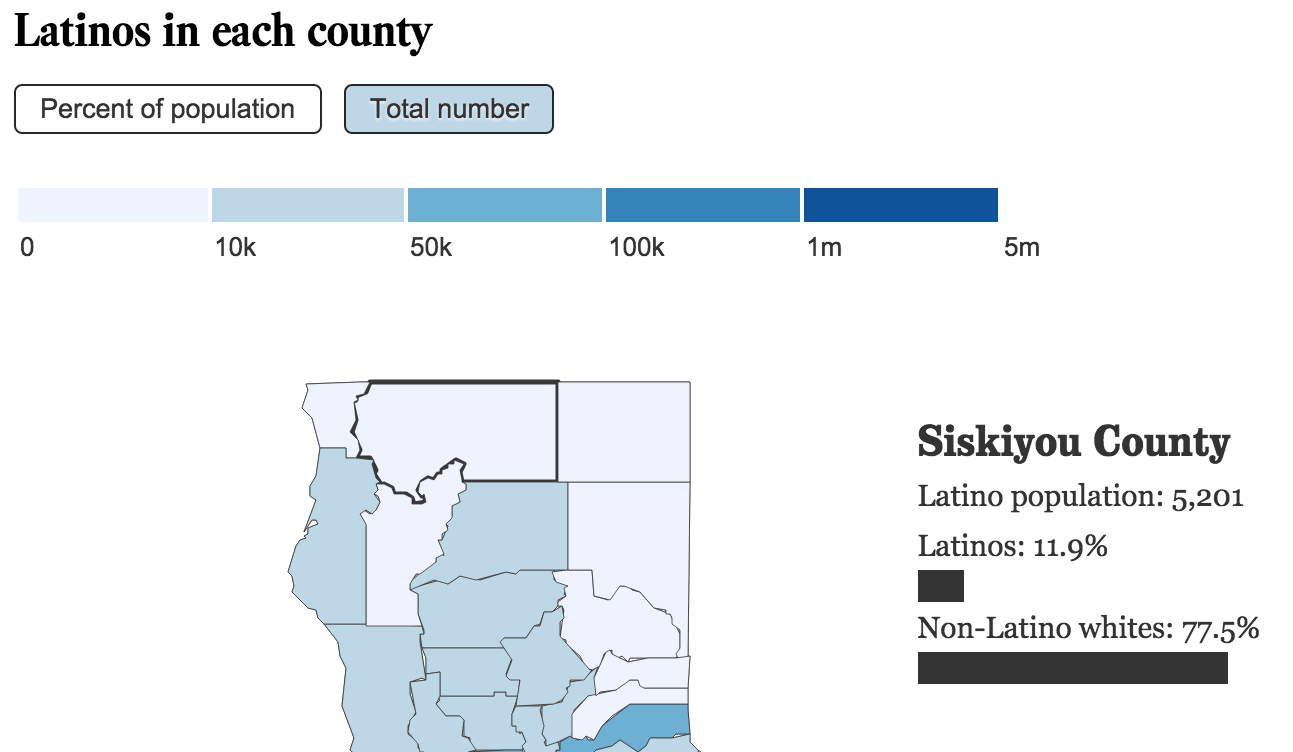 Latinos in each county
Percent of population
Total number
0 10k 50k 100k 1m 5m
Siskiyou County
Latino population: 5,201
Latinos: 11.9%
Non-Latino whites: 77.5%